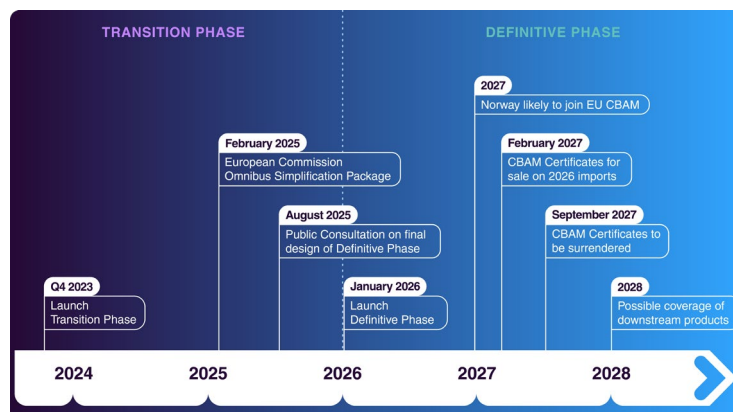 TRANSITION PHASE
DEFINITIVE PHASE
2027
Norway likely to join EU CBAM
February 2025
European Commission
Omnibus Simplification Package
February 2027
CBAM Certificates for
sale on 2026 imports
August 2025
Public Consultation on final
design of Definitive Phase
September 2027
CBAM Certificates to
be surrendered
Q4 2023
Launch
Transition Phase
January 2026
Launch
Definitive Phase
2028
Possible coverage of
downstream products
2024
2025
2026
2027
2028